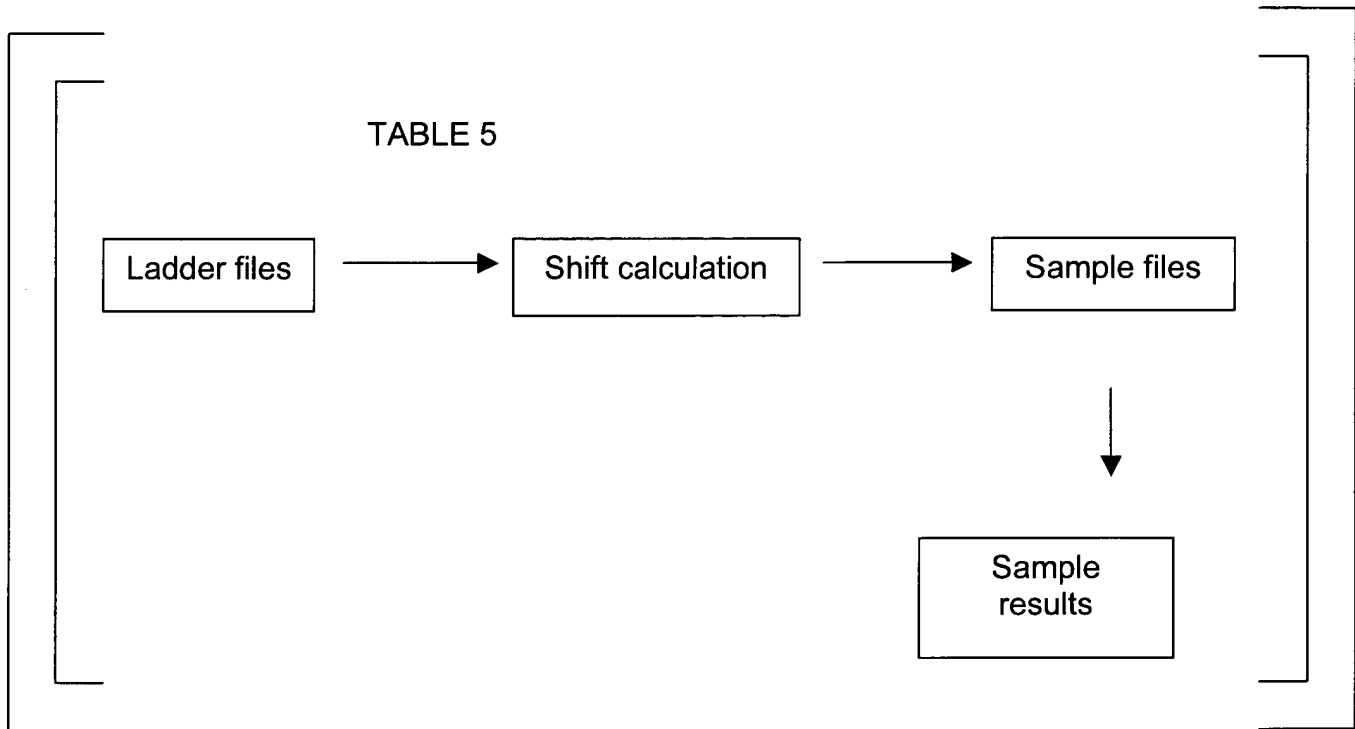 TABLE 5
Ladder files
Shift calculation
Sample files
Sample
results